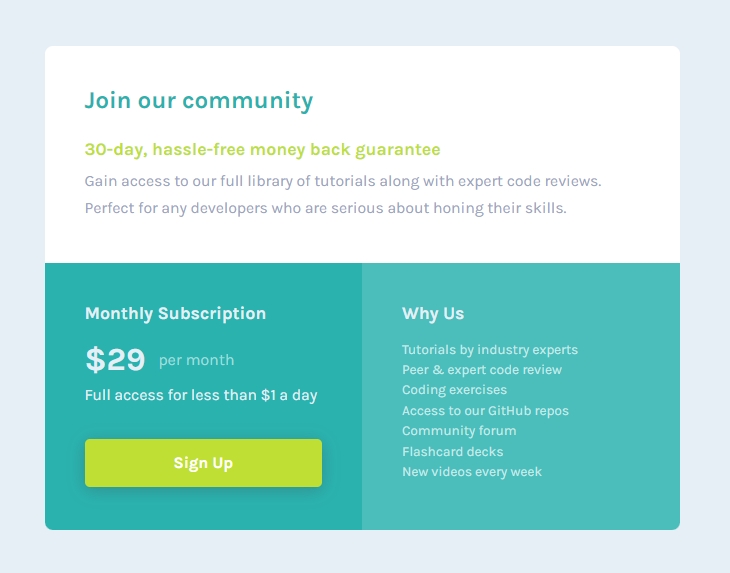 Join our community
30-day, hassle-free money back guarantee
Gain access to our full library of tutorials along with expert code reviews.
Perfect for any developers who are serious about honing their skills.
Monthly Subscription
$29 per month
Full access for less than $1 a day
Sign Up
Why Us
Tutorials by industry experts
Peer & expert code review
Coding exercises
Access to our GitHub repos
Community forum
Flashcard decks
New videos every week